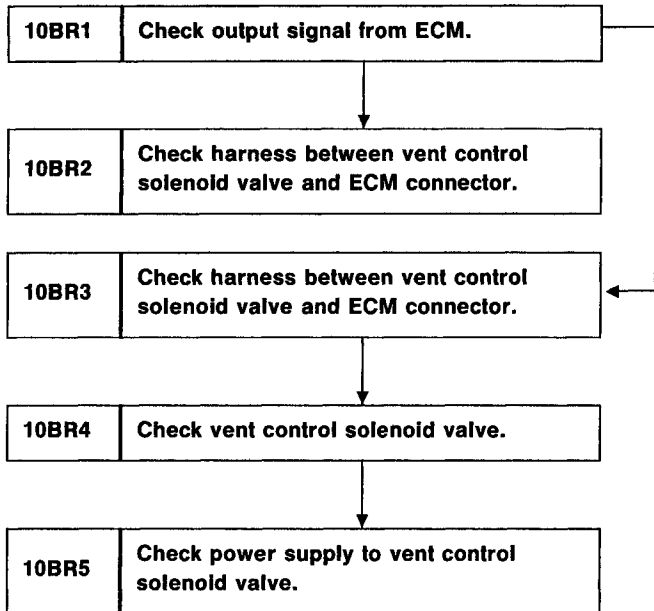 10BR1 Check output signal from ECM.
10BR2 Check harness between vent control
solenoid valve and ECM connector.
10BR3 Check harness between vent control
solenoid valve and ECM connector.
10BR4 Check vent control solenoid valve.
10BR5 Check power supply to vent control
solenoid valve.